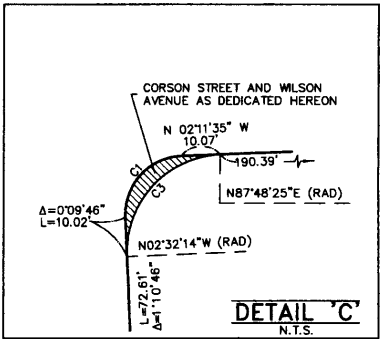 CORSON STREET AND WILSON
AVENUE AS DEDICATED HEREON
N 02°11'35" W
10.07'
190.39'
C1
C3
N87°48'25"E (RAD)
Δ=0°09'46"
L=10.02'
N02°32'14"W (RAD)
L=72.61'
Δ=1°10'46"
DETAIL 'C'
N.T.S.